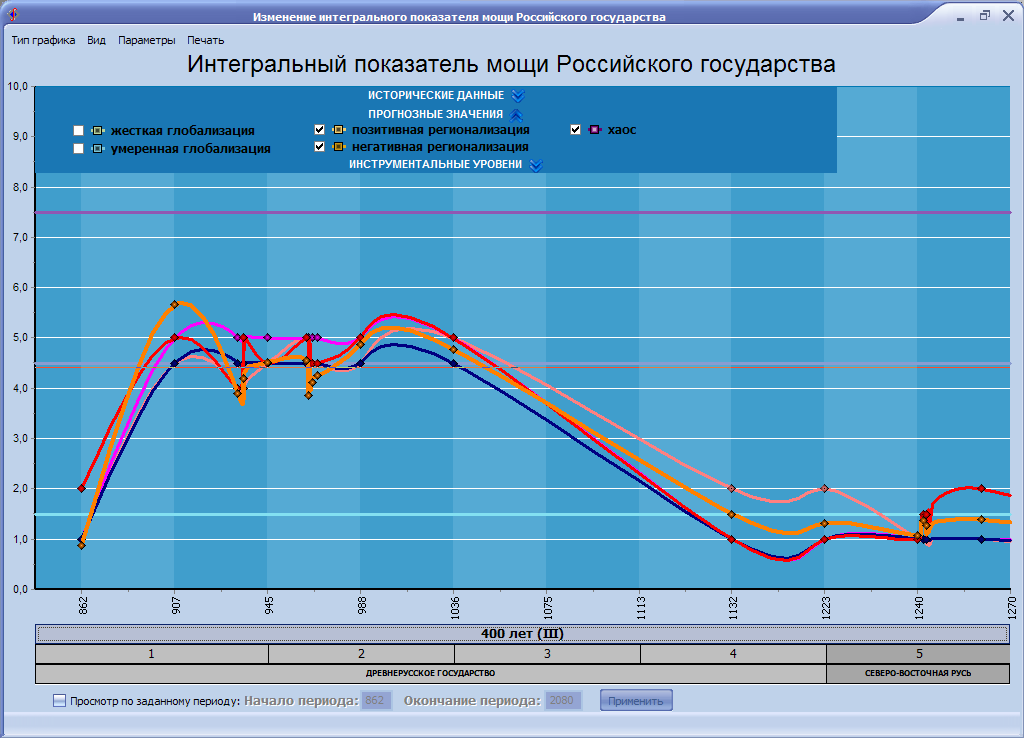 Изменение интегрального показателя мощи Российского государства
Тип графика Вид Параметры Печать
Интегральный показатель мощи Российского государства
ИСТОРИЧЕСКИЕ ДАННЫЕ
ПРОГНОЗНЫЕ ЗНАЧЕНИЯ
жесткая глобализация позитивная регионализация хаос
умеренная глобализация негативная регионализация
ИНСТРУМЕНТАЛЬНЫЕ УРОВЕНИ
10,0
9,0
8,0
7,0
6,0
5,0
4,0
3,0
2,0
1,0
0,0
862 907 945 988 1036 1075 1113 1132 1223 1240 1270
400 лет (III)
1 2 3 4 5
ДРЕВНЕРУССКОЕ ГОСУДАРСТВО СЕВЕРО-ВОСТОЧНАЯ РУСЬ
Просмотр по заданному периоду: Начало периода: 862 Окончание периода: 2080 Применить